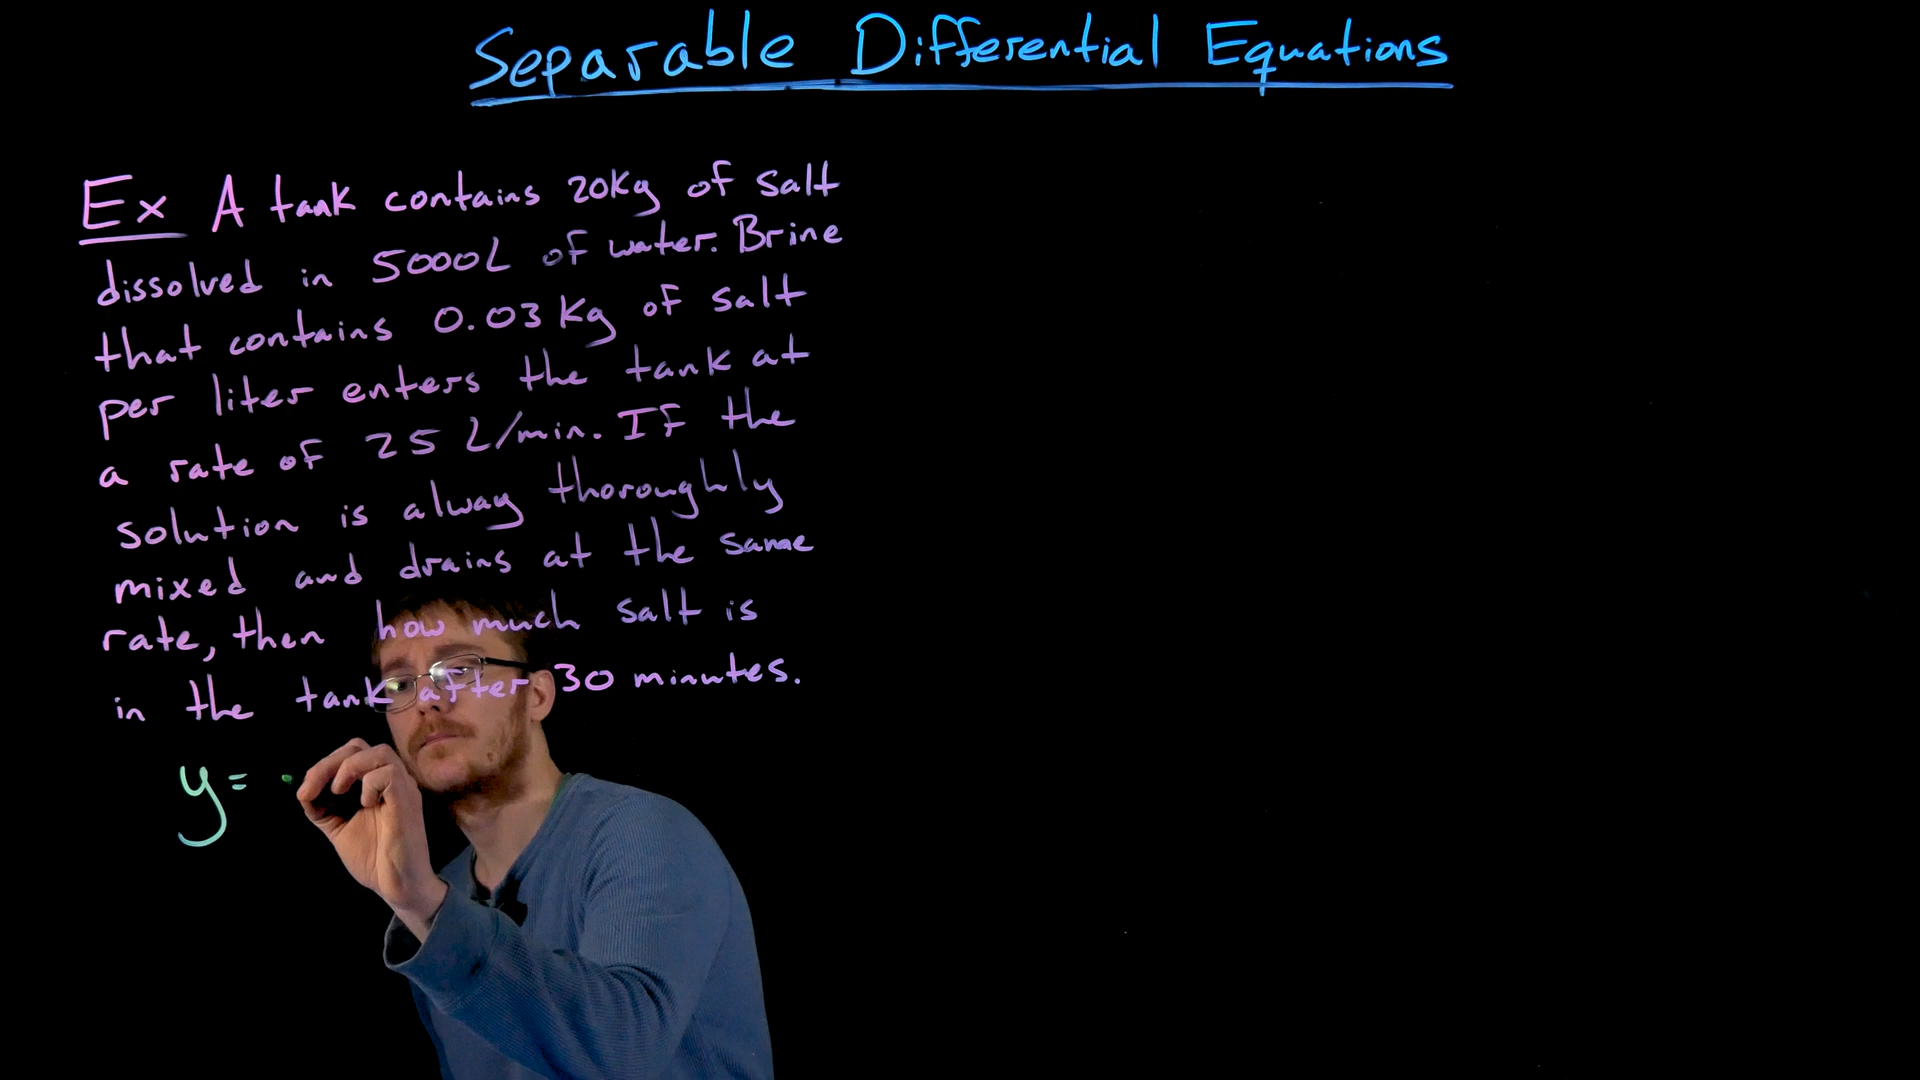 Separable Differential Equations
Ex A tank contains 20Kg of salt
dissolved in 5000L of water. Brine
that contains 0.03 Kg of salt
per liter enters the tank at
a rate of 25 L/min. If the
solution is alway thoroughly
mixed and drains at the same
rate, then how much salt is
in the tank after 30 minutes.
y=